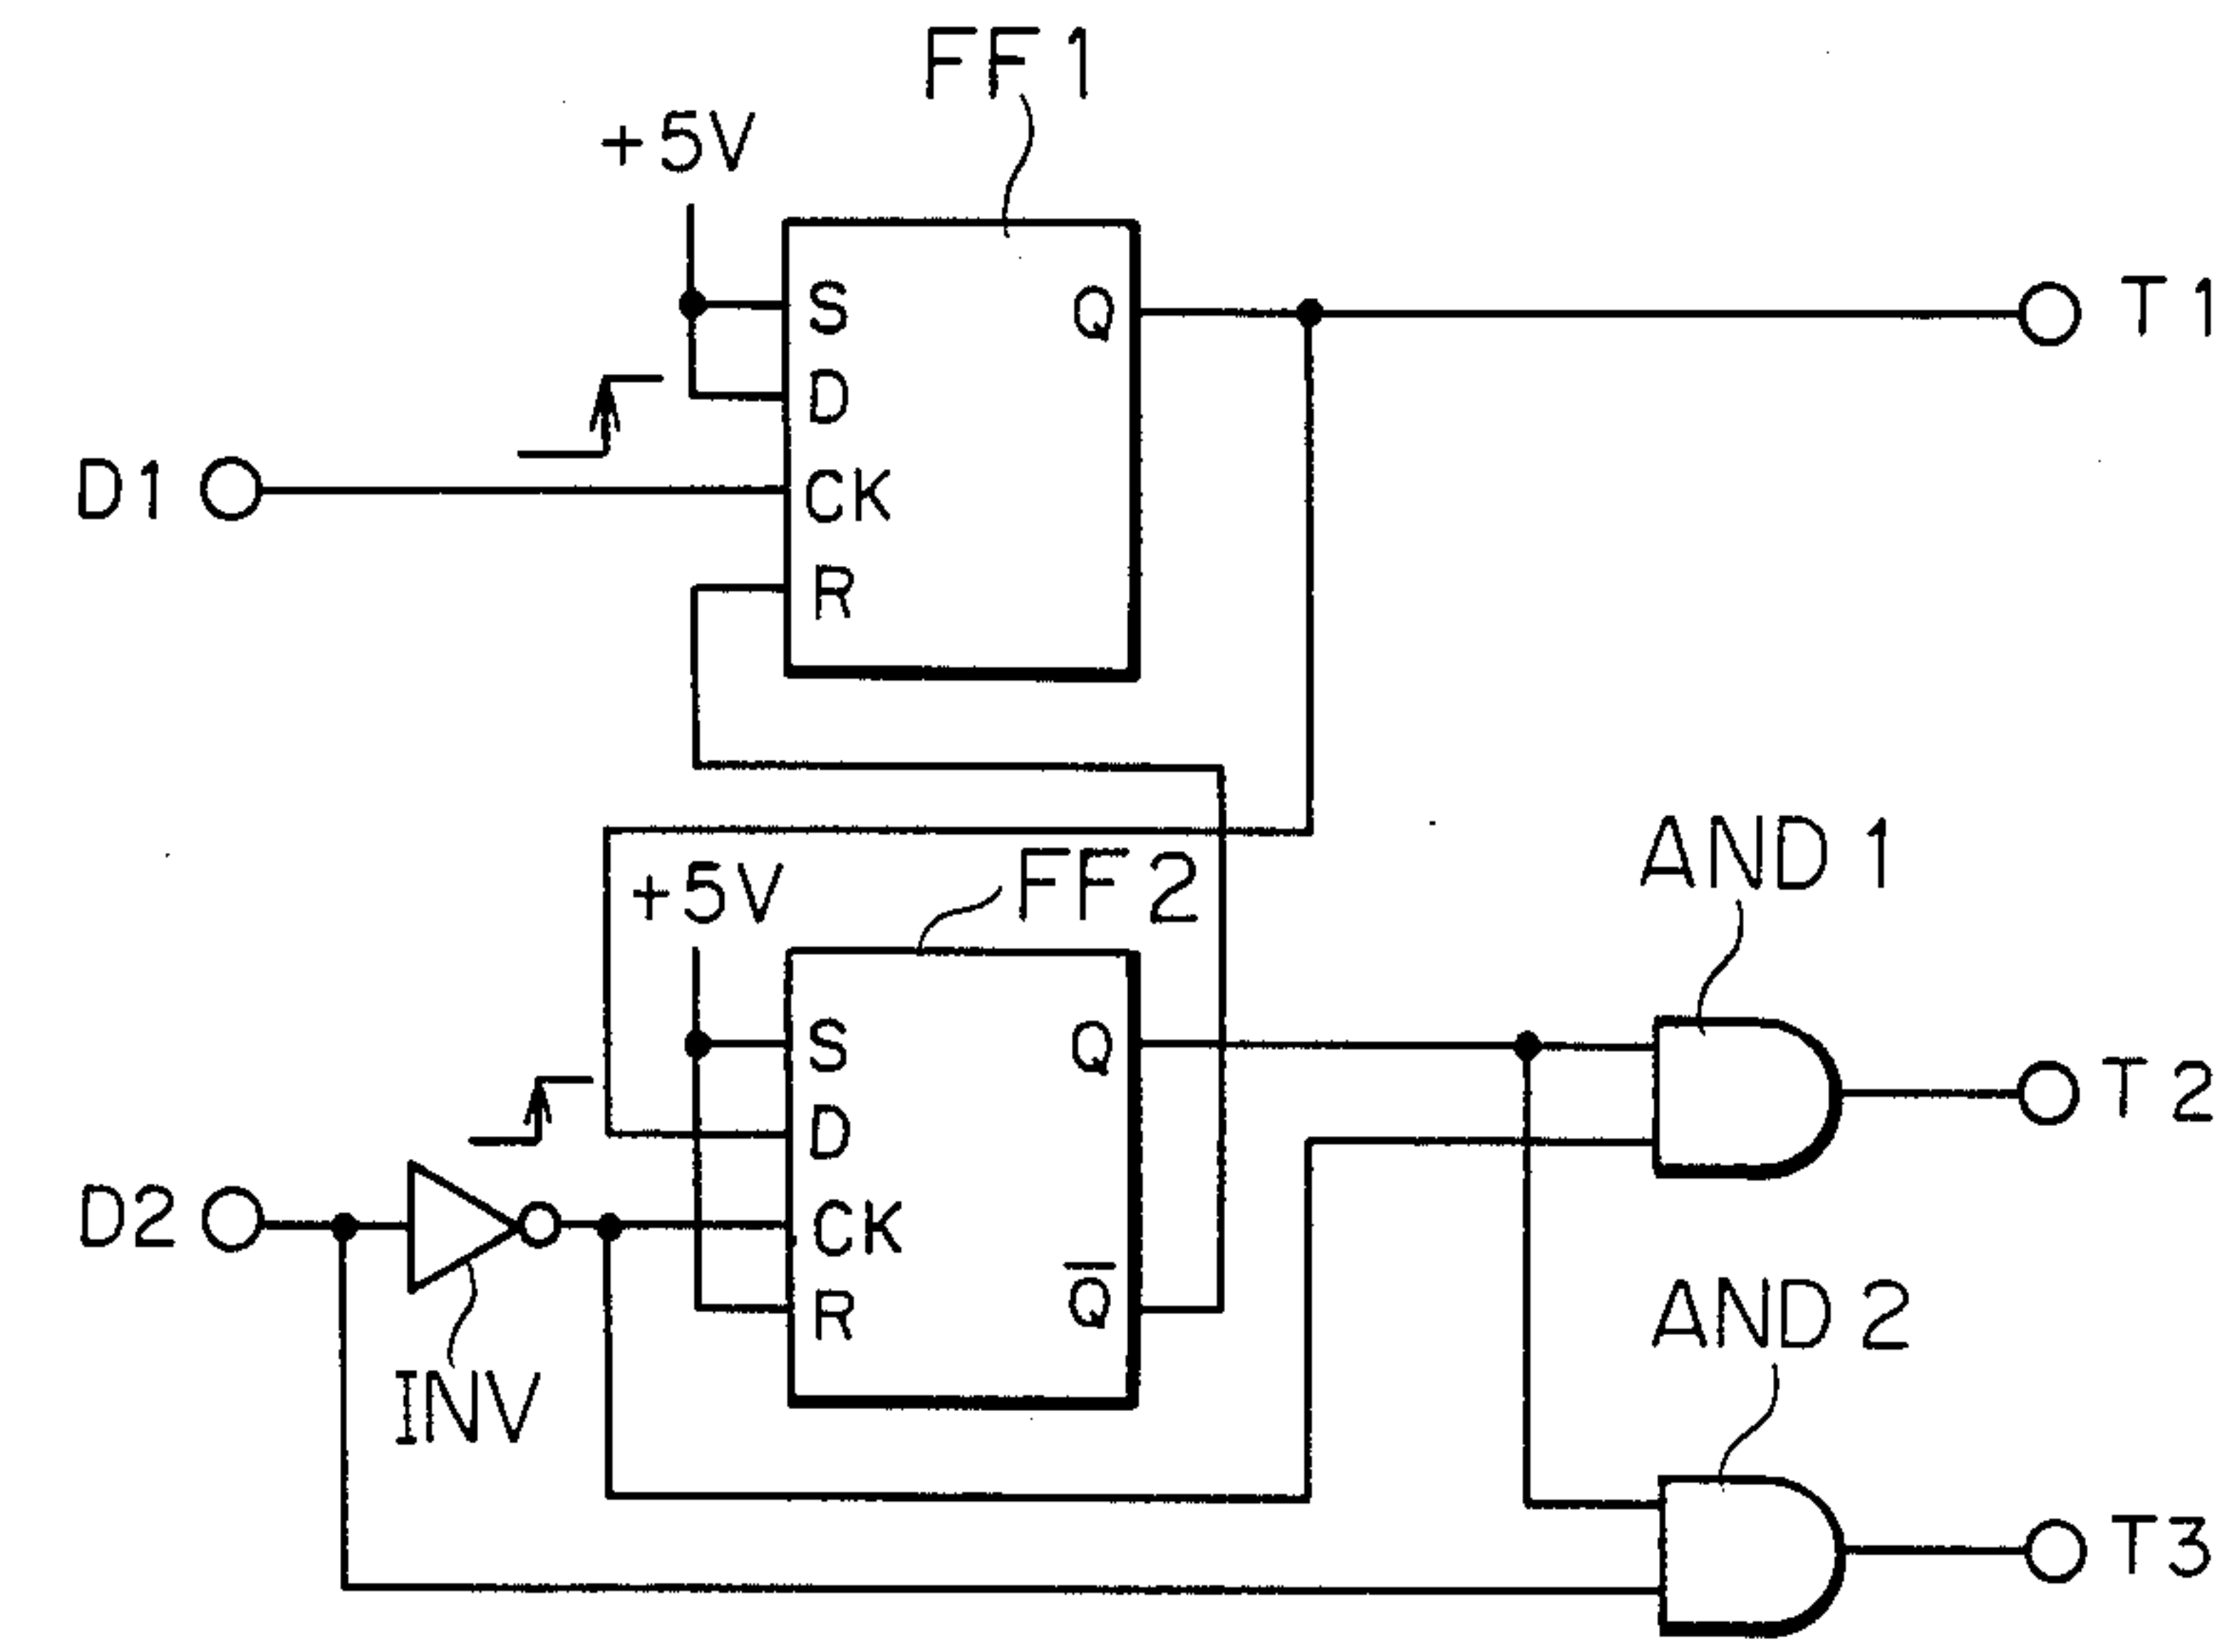 FF1
+5V
S
Q
T1
D
D1
CK
R
AND1
+5V
FF2
S
Q
T2
D
D2
CK
R
Q̅
AND2
INV
T3